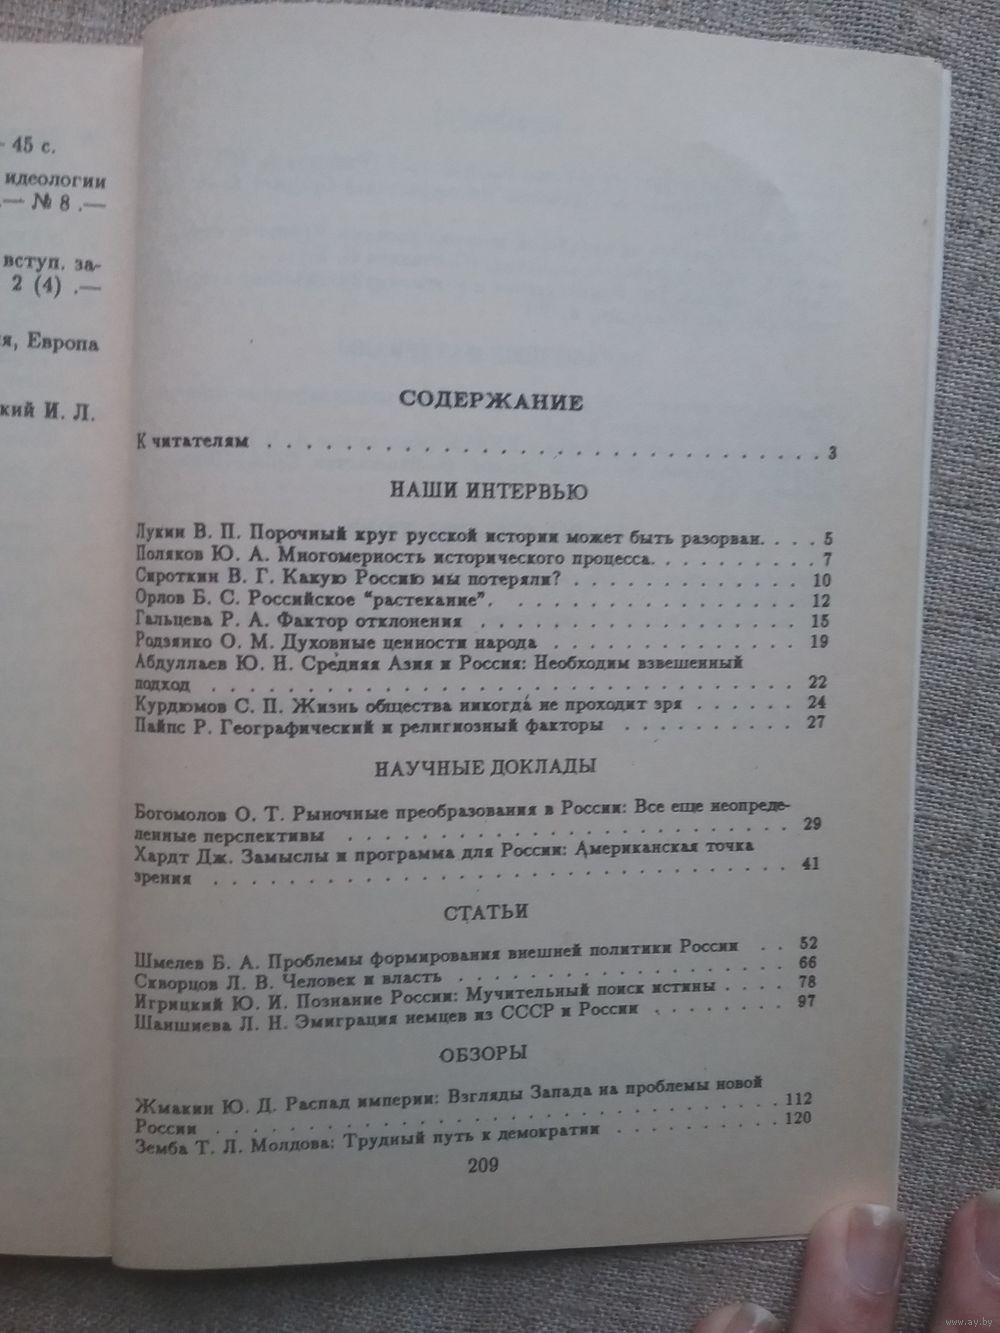 - 45 с.
идеологии
.— № 8 .—
вступ. за-
2 (4) .—
я, Европа
кий И. Л.
СОДЕРЖАНИЕ
К читателям . . . . . . . . . . . . . . . . . . . . . . . . . . . . 3
НАШИ ИНТЕРВЬЮ
Лукин В. П. Порочный круг русской истории может быть разорван. . . . 5
Поляков Ю. А. Многомерность исторического процесса. . . . . . . . . . 7
Сироткин В. Г. Какую Россию мы потеряли? . . . . . . . . . . . . 10
Орлов Б. С. Российское “растекание”. . . . . . . . . . . . . . . . 12
Гальцева Р. А. Фактор отклонения . . . . . . . . . . . . . . . . 15
Родзянко О. М. Духовные ценности народа . . . . . . . . . . . . . 19
Абдуллаев Ю. Н. Средняя Азия и Россия: Необходим взвешенный
подход . . . . . . . . . . . . . . . . . . . . . . . . . . . . . 22
Курдюмов С. П. Жизнь общества никогда́ не проходит зря . . . . . . 24
Пайпс Р. Географический и религиозный факторы . . . . . . . . . 27
НАУЧНЫЕ ДОКЛАДЫ
Богомолов О. Т. Рыночные преобразования в России: Все еще неопреде-
ленные перспективы . . . . . . . . . . . . . . . . . . . . . . 29
Хардт Дж. Замыслы и программа для России: Американская точка
зрения . . . . . . . . . . . . . . . . . . . . . . . . . . . . 41
СТАТЬИ
Шмелев Б. А. Проблемы формирования внешней политики России . . 52
Скворцов Л. В. Человек и власть . . . . . . . . . . . . . . . . . 66
Игрицкий Ю. И. Познание России: Мучительный поиск истины . . . . 78
Шаншиева Л. Н. Эмиграция немцев из СССР и России . . . . . . . 97
ОБЗОРЫ
Жмакин Ю. Д. Распад империи: Взгляды Запада на проблемы новой
России . . . . . . . . . . . . . . . . . . . . . . . . . . . . 112
Земба Т. Л. Молдова: Трудный путь к демократии . . . . . . . . . 120
209
www.ay.by